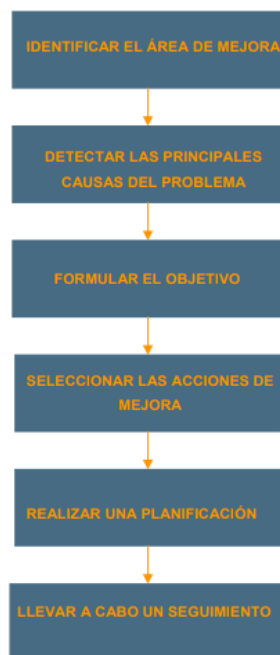 IDENTIFICAR EL ÁREA DE MEJORA
DETECTAR LAS PRINCIPALES
CAUSAS DEL PROBLEMA
FORMULAR EL OBJETIVO
SELECCIONAR LAS ACCIONES DE
MEJORA
REALIZAR UNA PLANIFICACIÓN
LLEVAR A CABO UN SEGUIMIENTO